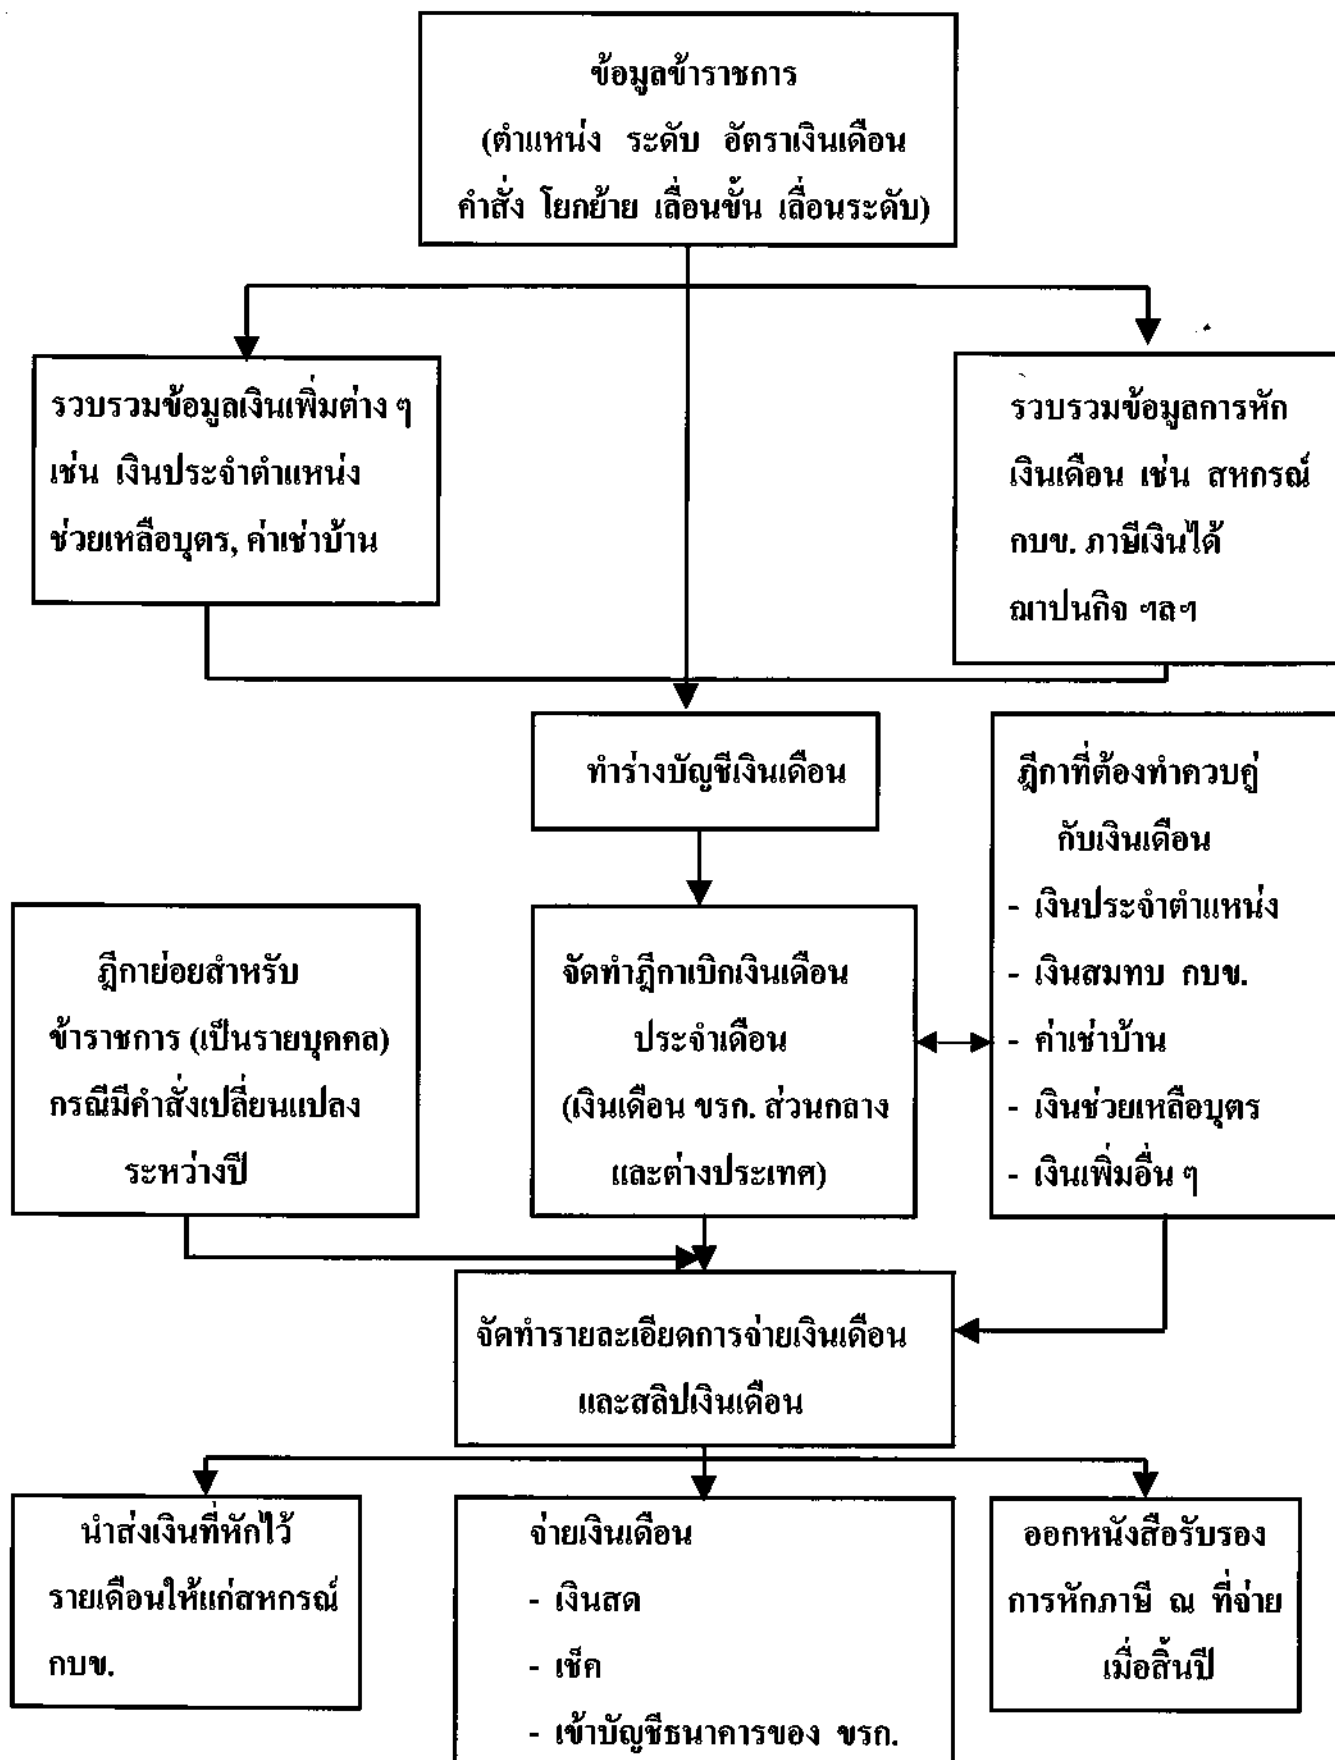 ข้อมูลข้าราชการ
(ตำแหน่ง ระดับ อัตราเงินเดือน
คำสั่ง โยกย้าย เลื่อนขั้น เลื่อนระดับ)
รวบรวมข้อมูลเงินเพิ่มต่าง ๆ
เช่น เงินประจำตำแหน่ง
ช่วยเหลือบุตร, ค่าเช่าบ้าน
รวบรวมข้อมูลการหัก
เงินเดือน เช่น สหกรณ์
กบข. ภาษีเงินได้
ฌาปนกิจ ฯลฯ
ทำร่างบัญชีเงินเดือน
ฎีกาที่ต้องทำควบคู่
กับเงินเดือน
- เงินประจำตำแหน่ง
- เงินสมทบ กบข.
- ค่าเช่าบ้าน
- เงินช่วยเหลือบุตร
- เงินเพิ่มอื่น ๆ
ฎีกาย่อยสำหรับ
ข้าราชการ (เป็นรายบุคคล)
กรณีมีคำสั่งเปลี่ยนแปลง
ระหว่างปี
จัดทำฎีกาเบิกเงินเดือน
ประจำเดือน
(เงินเดือน ขรก. ส่วนกลาง
และต่างประเทศ)
จัดทำรายละเอียดการจ่ายเงินเดือน
และสลิปเงินเดือน
นำส่งเงินที่หักไว้
รายเดือนให้แก่สหกรณ์
กบข.
จ่ายเงินเดือน
- เงินสด
- เช็ค
- เข้าบัญชีธนาคารของ ขรก.
ออกหนังสือรับรอง
การหักภาษี ณ ที่จ่าย
เมื่อสิ้นปี